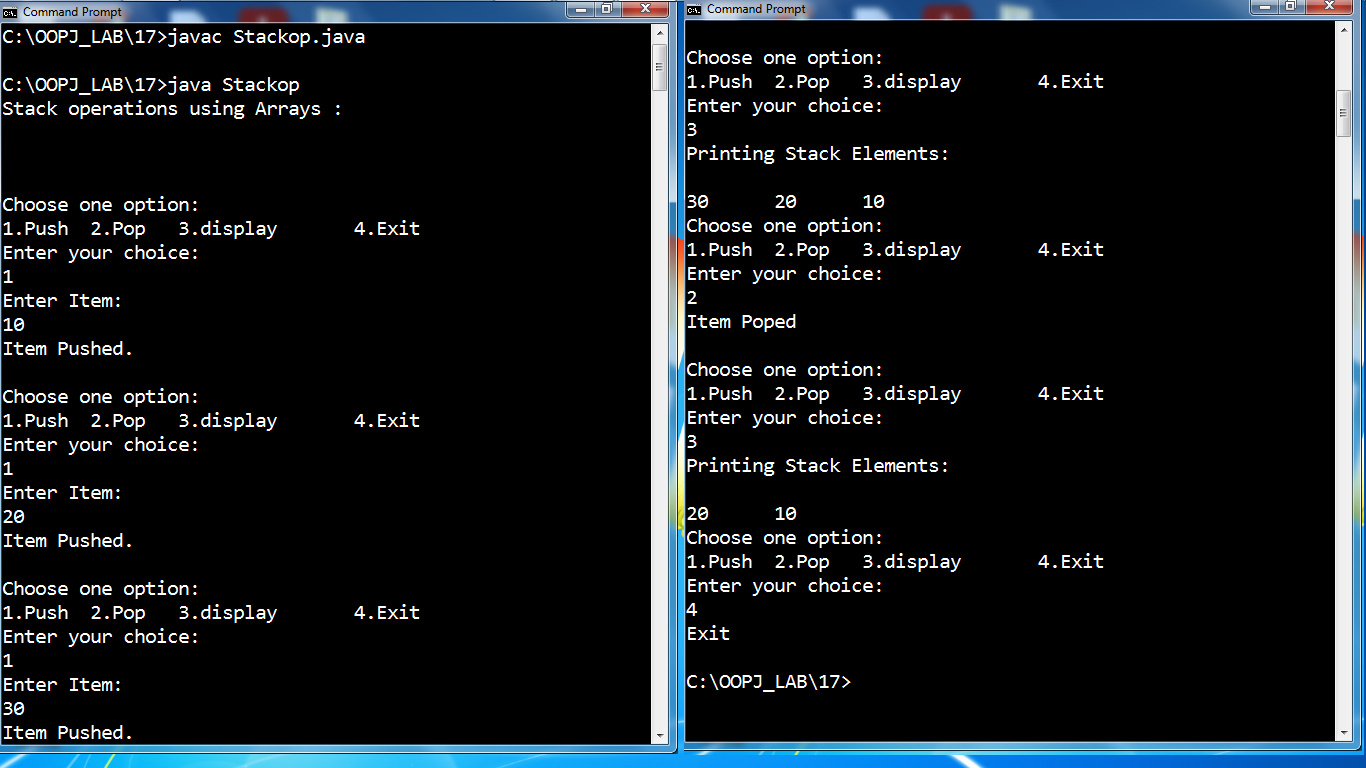 Command Prompt
C:\OOPJ_LAB\17>javac Stackop.java
C:\OOPJ_LAB\17>java Stackop
Stack operations using Arrays :
Choose one option:
1.Push 2.Pop 3.display 4.Exit
Enter your choice:
1
Enter Item:
10
Item Pushed.
Choose one option:
1.Push 2.Pop 3.display 4.Exit
Enter your choice:
1
Enter Item:
20
Item Pushed.
Choose one option:
1.Push 2.Pop 3.display 4.Exit
Enter your choice:
1
Enter Item:
30
Item Pushed.
Command Prompt
Choose one option:
1.Push 2.Pop 3.display 4.Exit
Enter your choice:
3
Printing Stack Elements:
30 20 10
Choose one option:
1.Push 2.Pop 3.display 4.Exit
Enter your choice:
2
Item Poped
Choose one option:
1.Push 2.Pop 3.display 4.Exit
Enter your choice:
3
Printing Stack Elements:
20 10
Choose one option:
1.Push 2.Pop 3.display 4.Exit
Enter your choice:
4
Exit
C:\OOPJ_LAB\17>